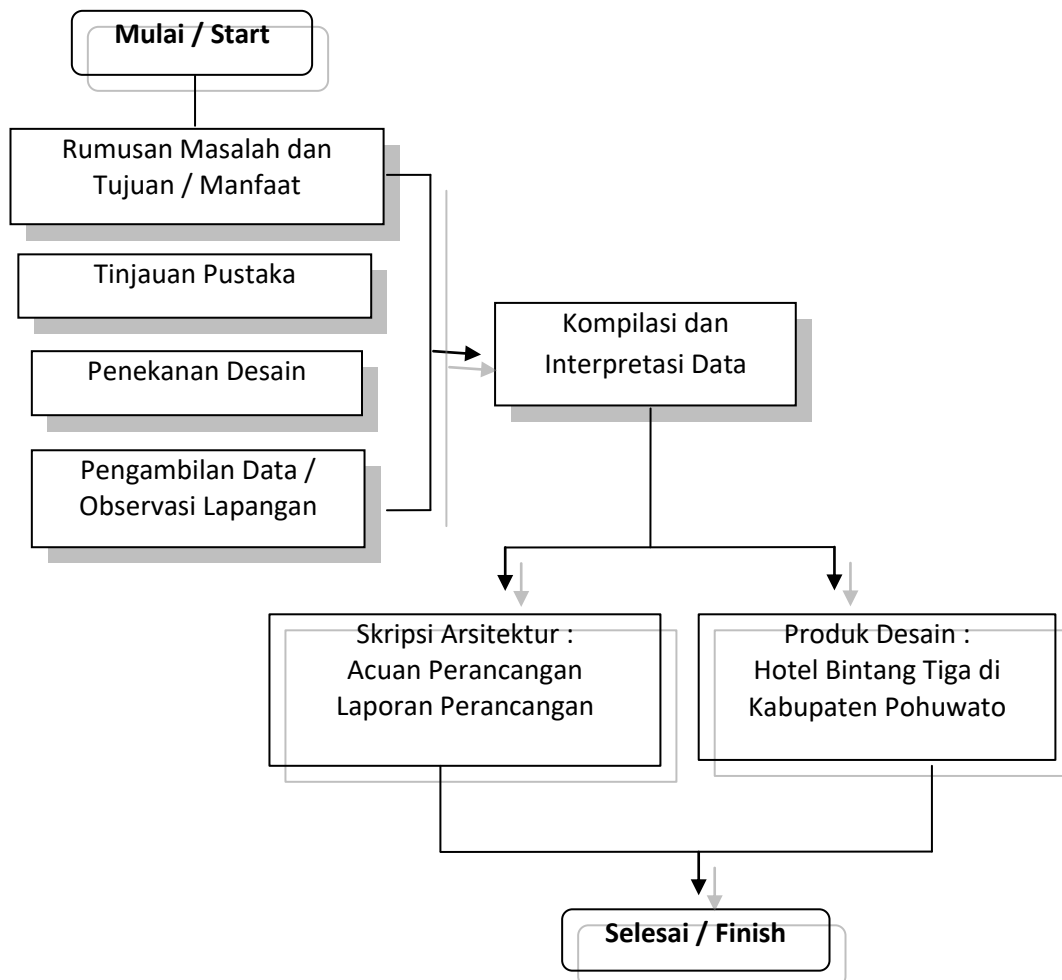 Mulai / Start
Rumusan Masalah dan
Tujuan / Manfaat
Tinjauan Pustaka
Penekanan Desain
Pengambilan Data /
Observasi Lapangan
Kompilasi dan
Interpretasi Data
Skripsi Arsitektur :
Acuan Perancangan
Laporan Perancangan
Produk Desain :
Hotel Bintang Tiga di
Kabupaten Pohuwato
Selesai / Finish